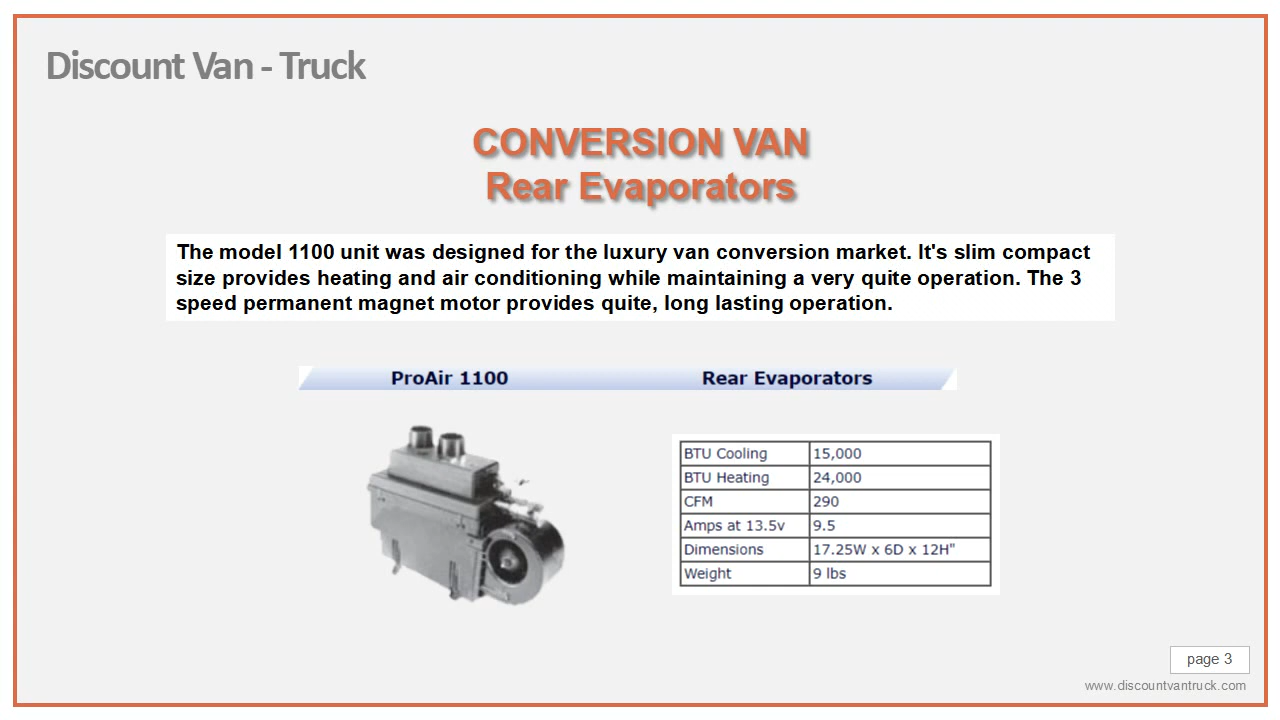 Discount Van - Truck
CONVERSION VAN
Rear Evaporators
The model 1100 unit was designed for the luxury van conversion market. It's slim compact
size provides heating and air conditioning while maintaining a very quite operation. The 3
speed permanent magnet motor provides quite, long lasting operation.
ProAir 1100 Rear Evaporators
BTU Cooling 15,000
BTU Heating 24,000
CFM 290
Amps at 13.5v 9.5
Dimensions 17.25W x 6D x 12H"
Weight 9 lbs
page 3
www.discountvantruck.com